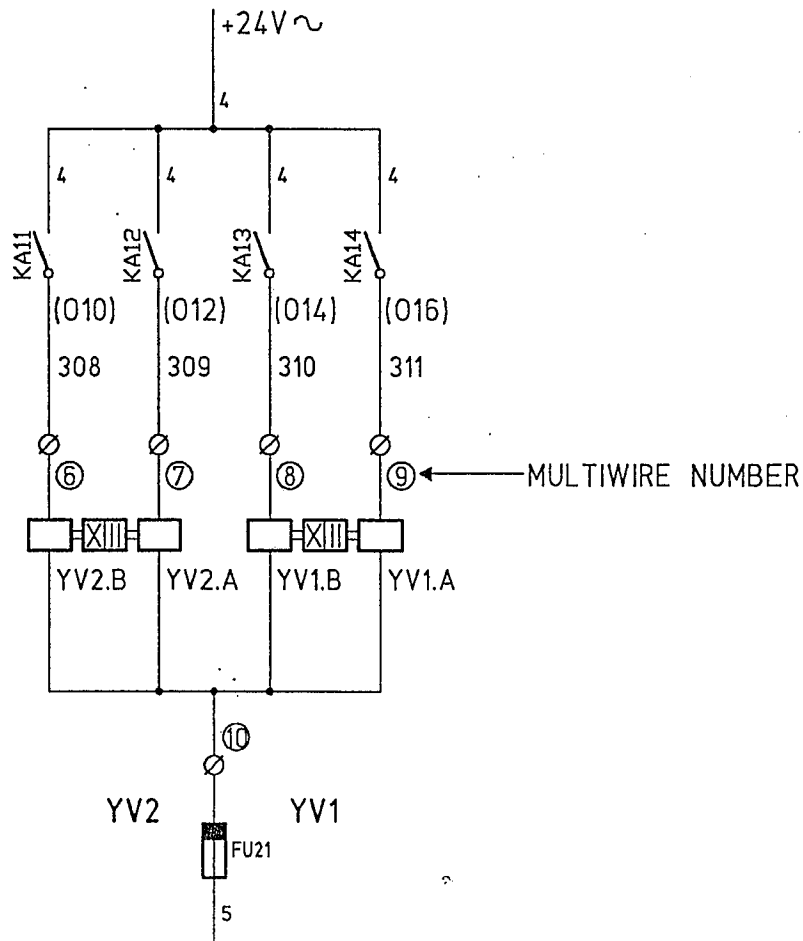 +24V ~
4
4 4 4 4
KA11 KA12 KA13 KA14
(010) (012) (014) (016)
308 309 310 311
6 7 8 9 MULTIWIRE NUMBER
YV2.B YV2.A YV1.B YV1.A
10
YV2 YV1
FU21
5